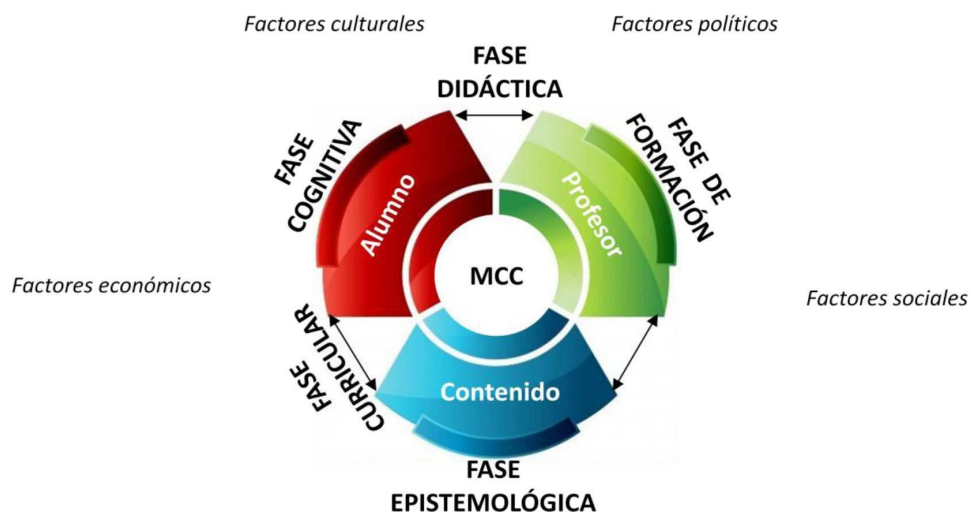 Factores culturales
Factores políticos
FASE
DIDÁCTICA
FASE
COGNITIVA
FASE DE
FORMACIÓN
Alumno
Profesor
MCC
Factores económicos
Factores sociales
FASE
CURRICULAR
Contenido
FASE
EPISTEMOLÓGICA